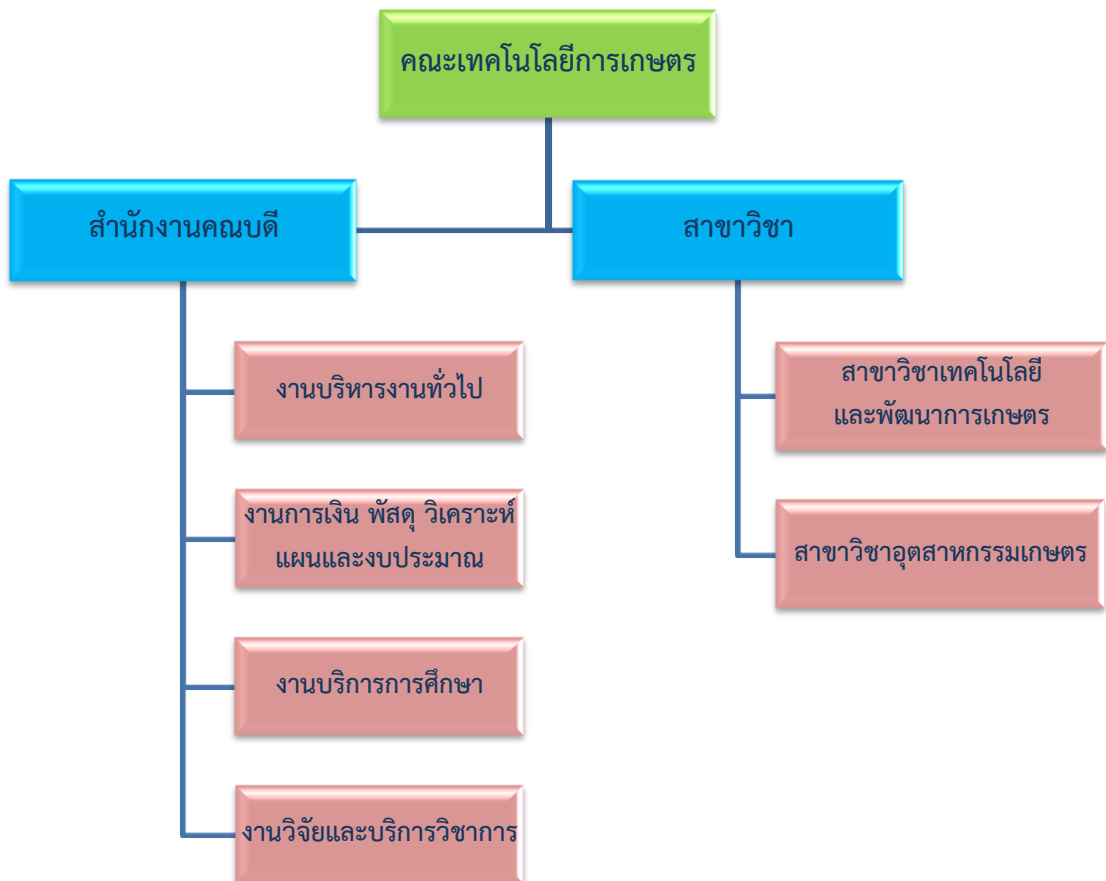 คณะเทคโนโลยีการเกษตร
สำนักงานคณบดี
สาขาวิชา
งานบริหารงานทั่วไป
งานการเงิน พัสดุ วิเคราะห์
แผนและงบประมาณ
งานบริการการศึกษา
งานวิจัยและบริการวิชาการ
สาขาวิชาเทคโนโลยี
และพัฒนาการเกษตร
สาขาวิชาอุตสาหกรรมเกษตร